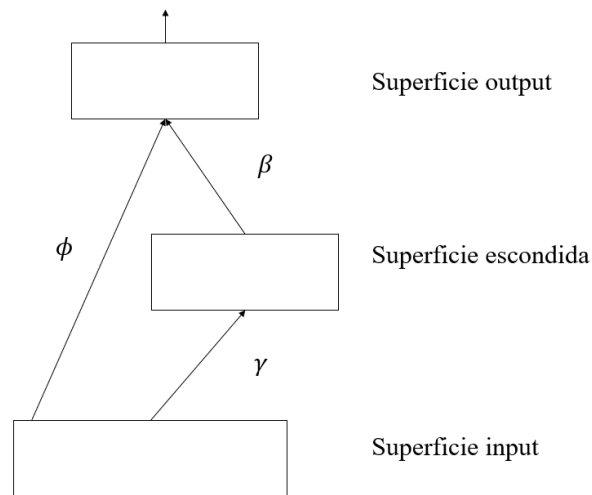 Superficie output
β
ϕ
Superficie escondida
γ
Superficie input